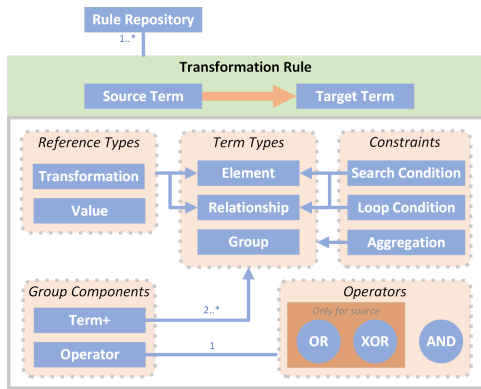 Rule Repository
1..*
Transformation Rule
Source Term
Target Term
Reference Types
Transformation
Value
Term Types
Element
Relationship
Group
Constraints
Search Condition
Loop Condition
Aggregation
Group Components
Term+
Operator
2..*
1
Operators
Only for source
OR
XOR
AND